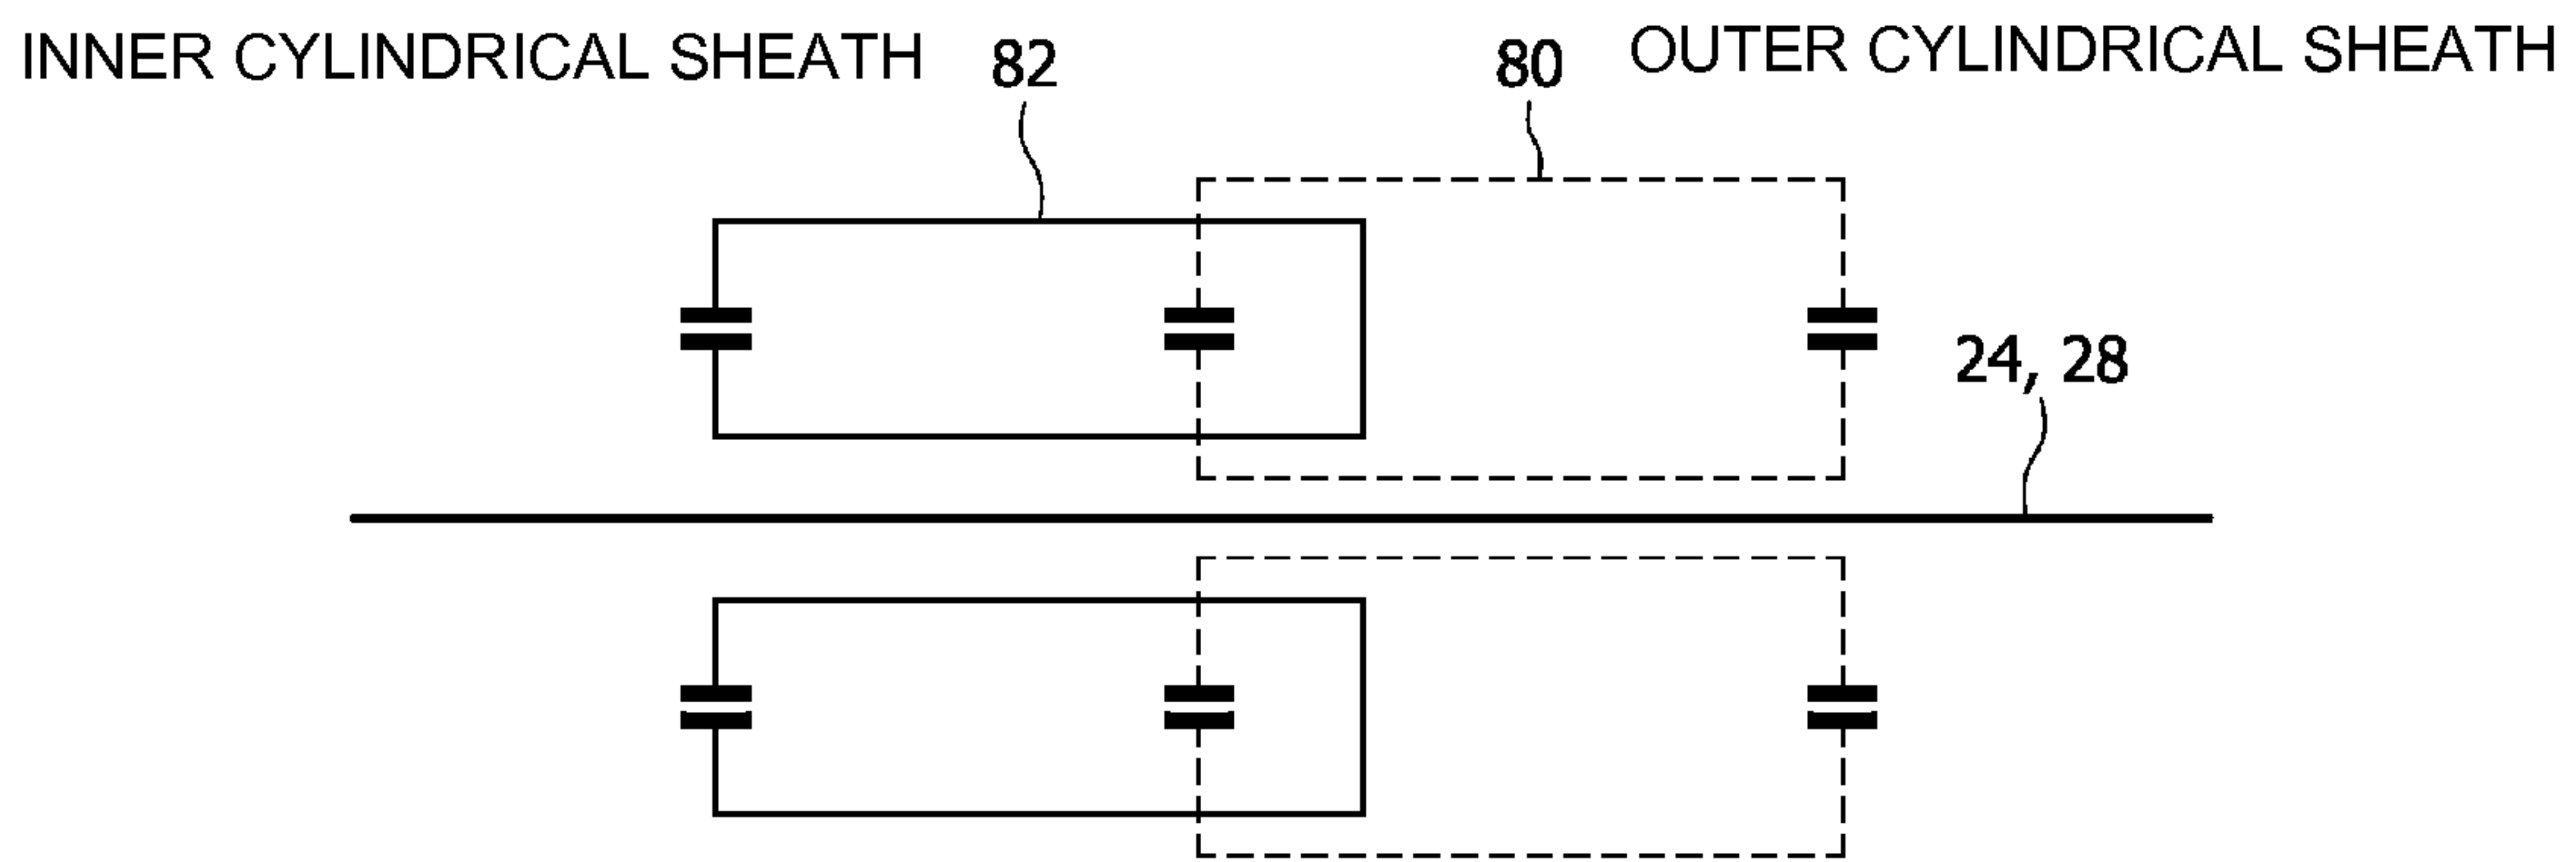 INNER CYLINDRICAL SHEATH 82 80 OUTER CYLINDRICAL SHEATH
24, 28